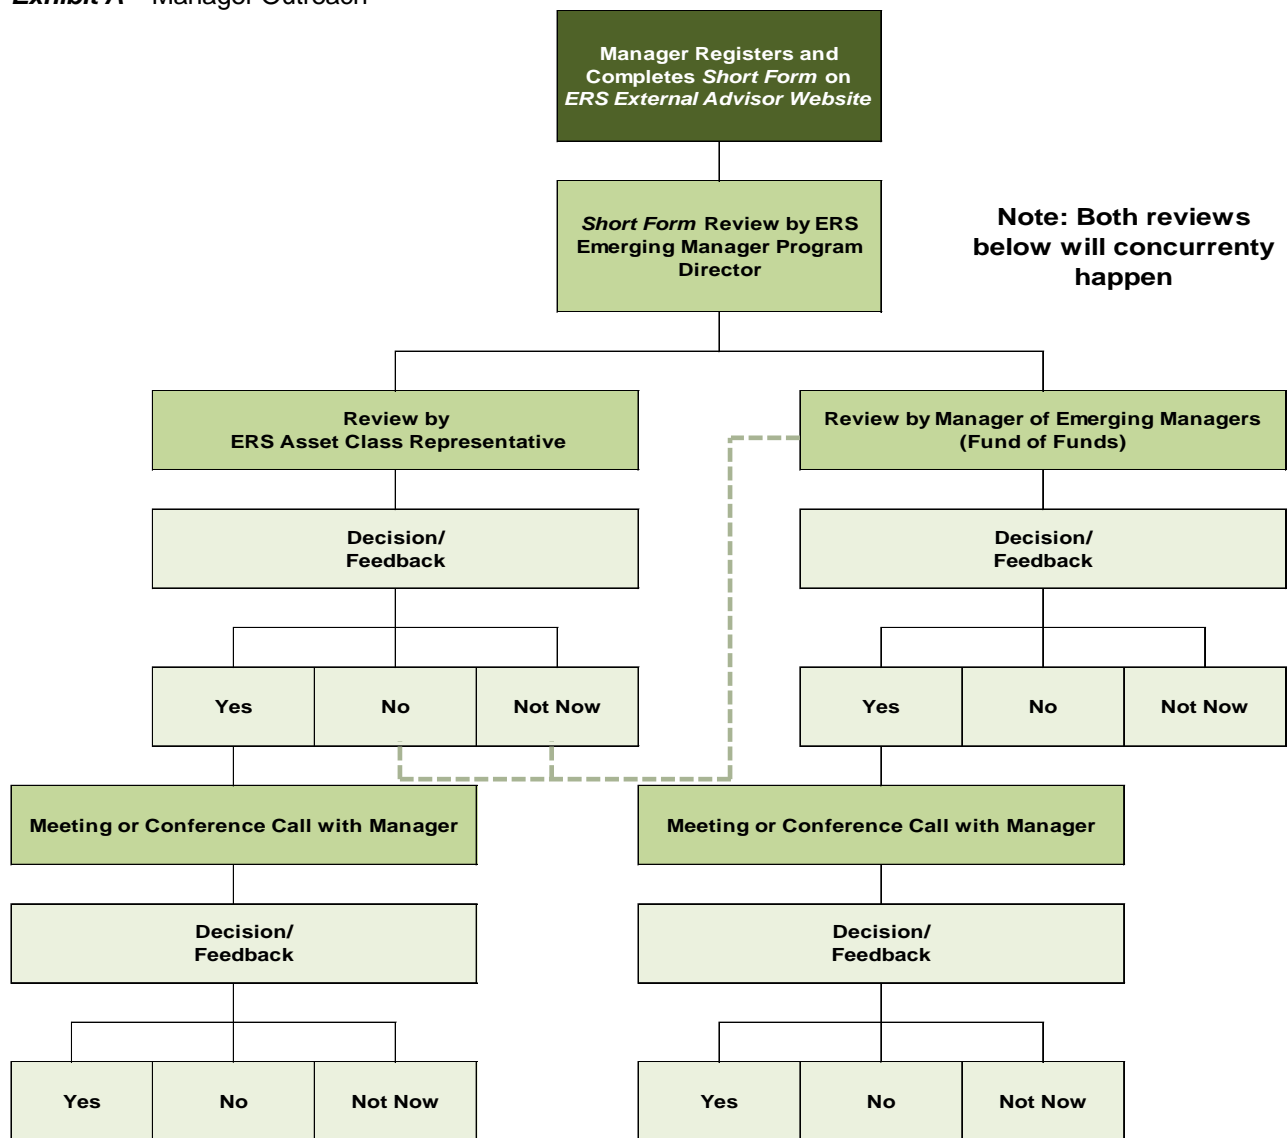 Exhibit A – Manager Outreach
Manager Registers and
Completes Short Form on
ERS External Advisor Website
Short Form Review by ERS
Emerging Manager Program
Director
Note: Both reviews
below will concurrenty
happen
Review by
ERS Asset Class Representative
Review by Manager of Emerging Managers
(Fund of Funds)
Decision/
Feedback
Decision/
Feedback
Yes
No
Not Now
Yes
No
Not Now
Meeting or Conference Call with Manager
Meeting or Conference Call with Manager
Decision/
Feedback
Decision/
Feedback
Yes
No
Not Now
Yes
No
Not Now